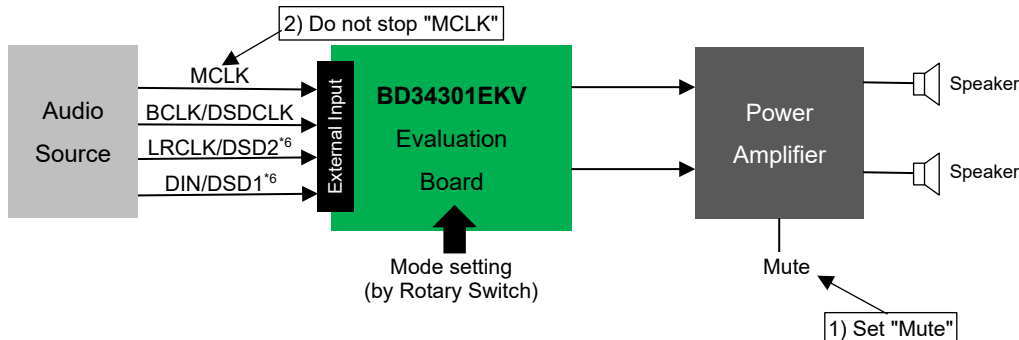 2) Do not stop "MCLK"
Audio
Source
MCLK
BCLK/DSDCLK
LRCLK/DSD2*6
DIN/DSD1*6
External Input
BD34301EKV
Evaluation
Board
Mode setting
(by Rotary Switch)
Power
Amplifier
Speaker
Speaker
Mute
1) Set "Mute"